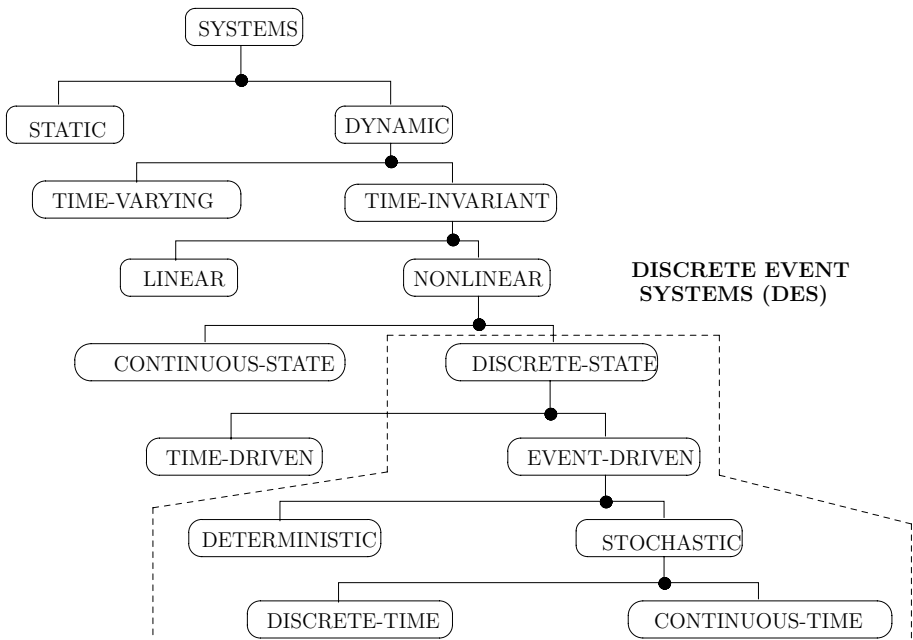 SYSTEMS
STATIC
DYNAMIC
TIME-VARYING
TIME-INVARIANT
LINEAR
NONLINEAR
DISCRETE EVENT
SYSTEMS (DES)
CONTINUOUS-STATE
DISCRETE-STATE
TIME-DRIVEN
EVENT-DRIVEN
DETERMINISTIC
STOCHASTIC
DISCRETE-TIME
CONTINUOUS-TIME